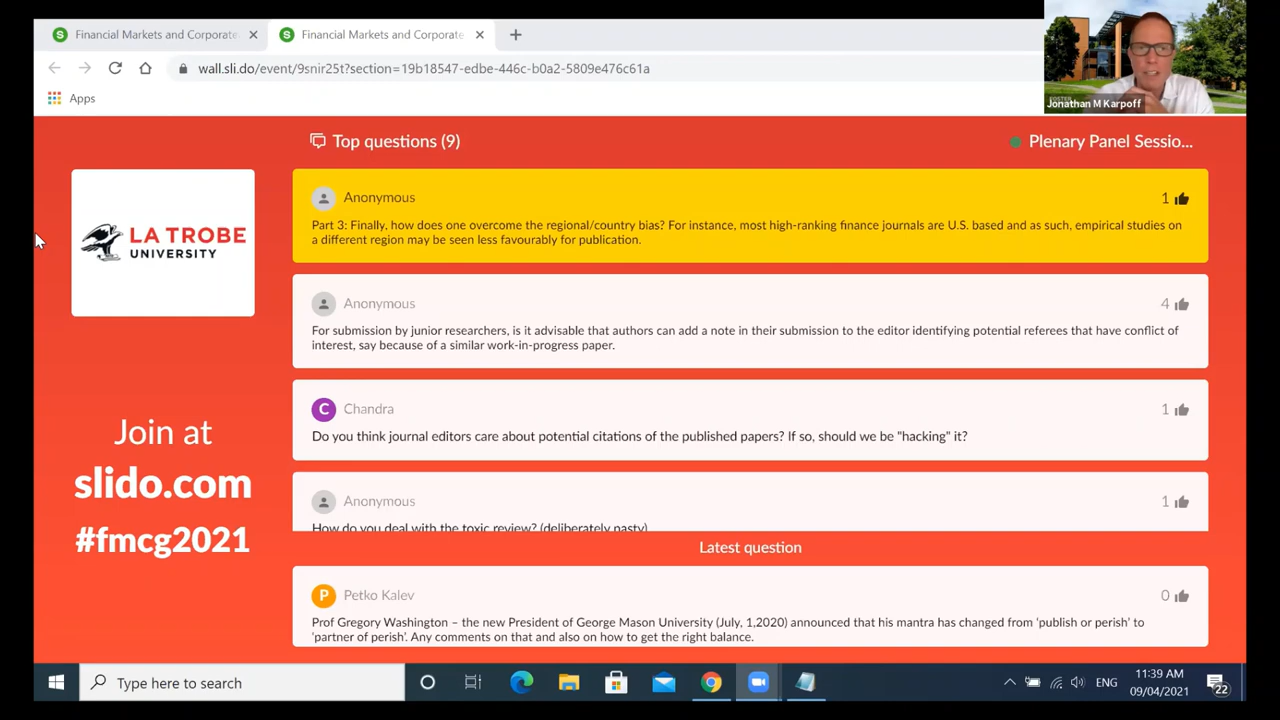 Financial Markets and Corporate
Financial Markets and Corporate
wall.sli.do/event/9snir25t?section=19b18547-edbe-446c-b0a2-5809e476c61a
Apps
Jonathan M Karpoff
Top questions (9)
Plenary Panel Sessio...
LA TROBE
UNIVERSITY
Join at
slido.com
#fmcg2021
Anonymous
1
Part 3: Finally, how does one overcome the regional/country bias? For instance, most high-ranking finance journals are U.S. based and as such, empirical studies on
a different region may be seen less favourably for publication.
Anonymous
4
For submission by junior researchers, is it advisable that authors can add a note in their submission to the editor identifying potential referees that have conflict of
interest, say because of a similar work-in-progress paper.
C
Chandra
1
Do you think journal editors care about potential citations of the published papers? If so, should we be "hacking" it?
Anonymous
1
How do you deal with the toxic review? (deliberately nasty)
Latest question
P
Petko Kalev
0
Prof Gregory Washington – the new President of George Mason University (July, 1,2020) announced that his mantra has changed from 'publish or perish' to
'partner of perish'. Any comments on that and also on how to get the right balance.
Type here to search
ENG
11:39 AM
09/04/2021
22